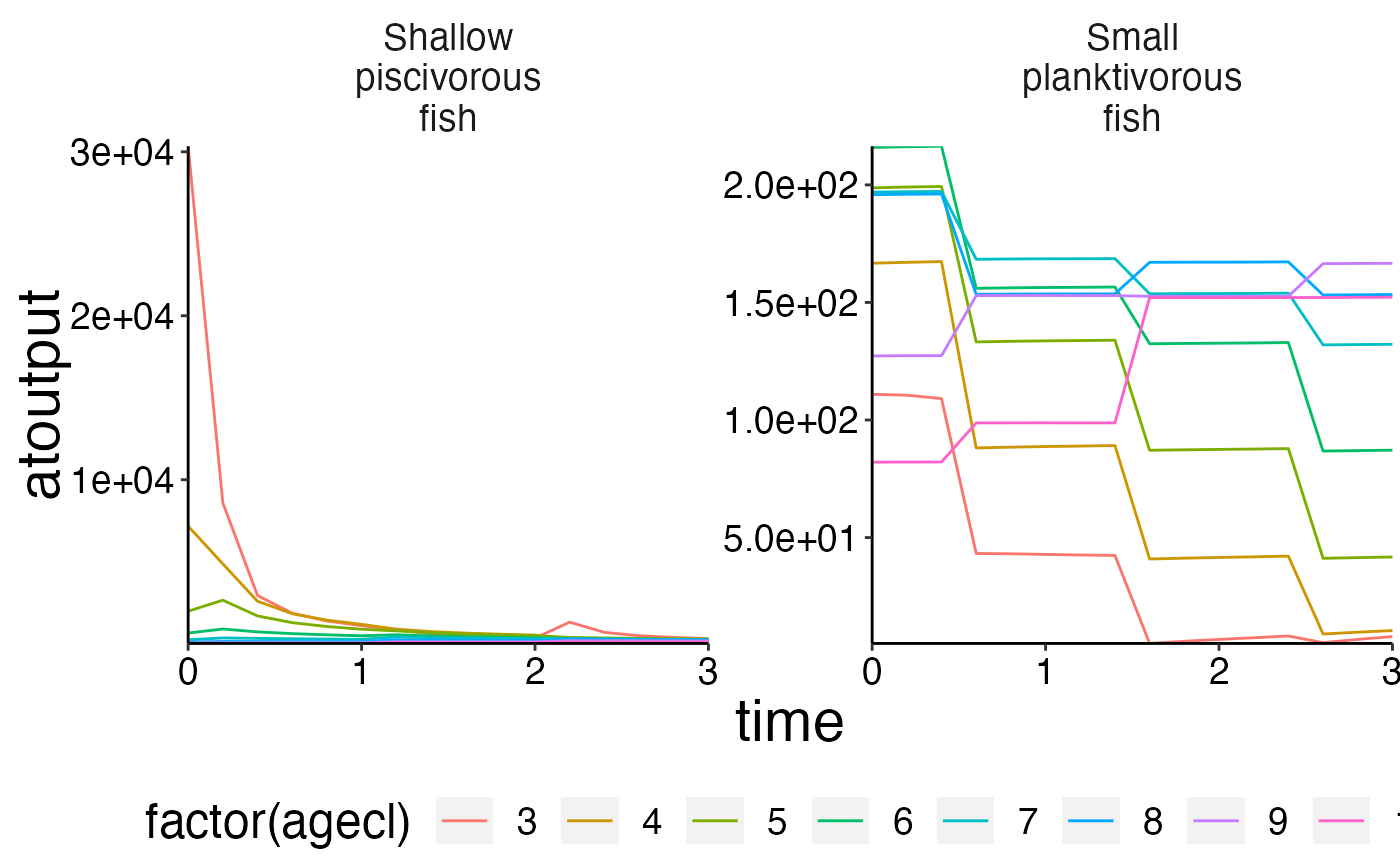 Shallow
piscivorous
fish
Small
planktivorous
fish
atoutput
3e+04
2e+04
1e+04
0 1 2 3
2.0e+02
1.5e+02
1.0e+02
5.0e+01
0 1 2 3
time
factor(agecl) 3 4 5 6 7 8 9